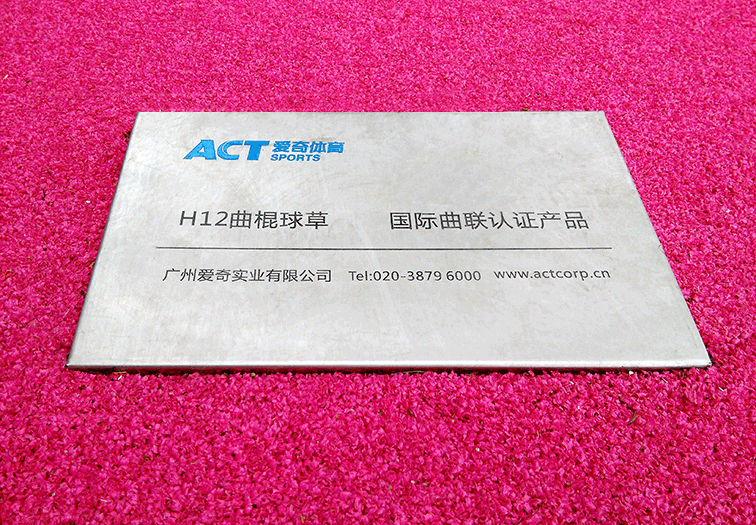 ACT 爱奇体育
SPORTS
H12曲棍球草 国际曲联认证产品
广州爱奇实业有限公司 Tel:020-3879 6000 www.actcorp.cn